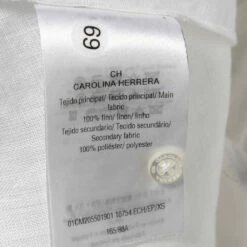 69
CH
CAROLINA HERRERA
Tejido principal/ Tecido principal/ Main
fabric
100% lino/ linen/ linho
Tejido secundario/ Tecido secundario/
Secondary fabric
100% poliéster/ polyester
165/88A